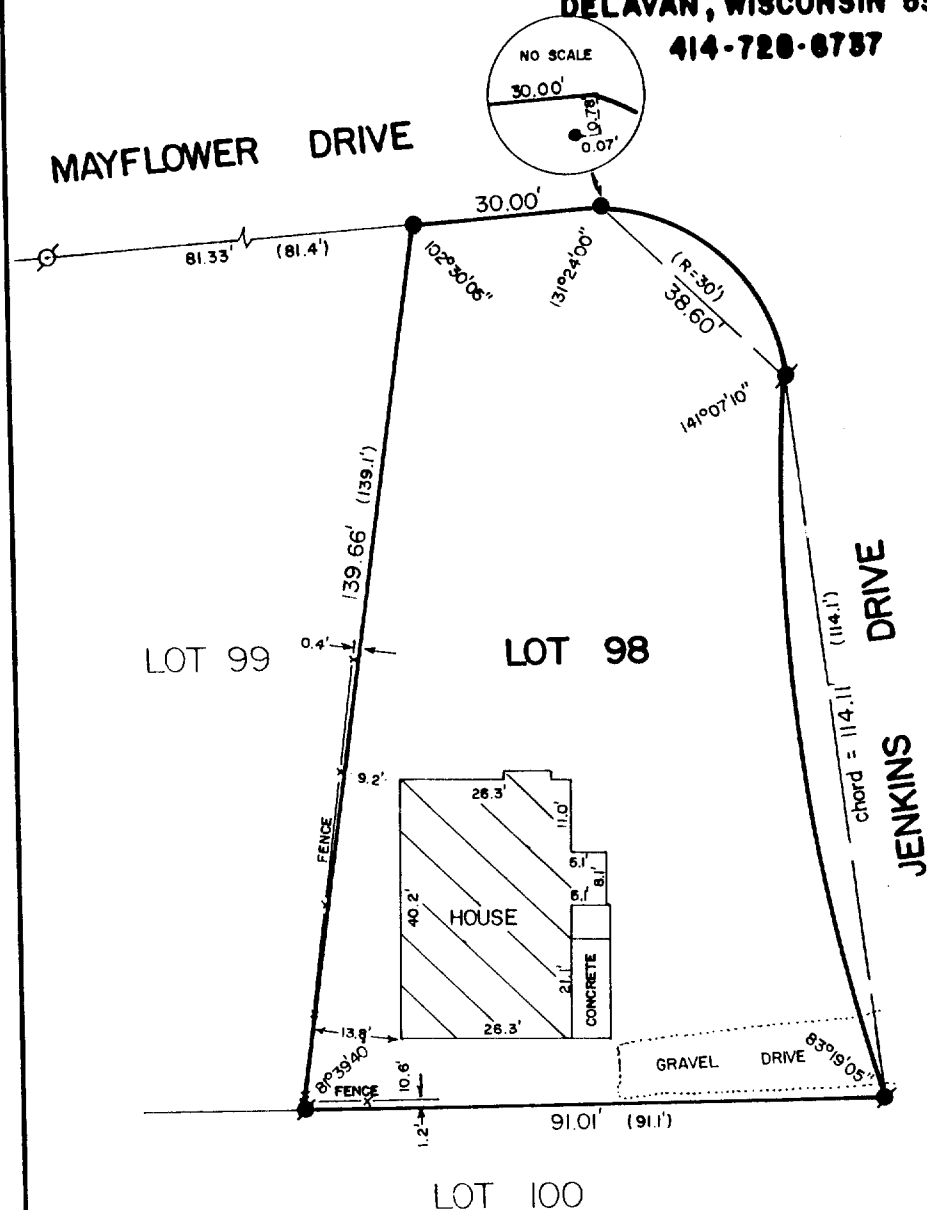 DELAVAN, WISCONSIN 53
414-728-6737
NO SCALE
30.00'
0.78'
0.07'
MAYFLOWER DRIVE
30.00'
81.33' (81.4')
102°30'05"
131°24'00"
(R=30')
38.60'
141°07'10"
139.66' (139.1')
0.4'
LOT 99
LOT 98
(114.1')
chord = 114.11'
JENKINS DRIVE
9.2'
26.3'
11.0'
FENCE
6.1'
8.1'
6.1'
40.2'
HOUSE
21.1'
CONCRETE
26.3'
13.8'
81°39'40"
FENCE
10.6'
1.2'
GRAVEL DRIVE
83°19'05"
91.01' (91.1')
LOT 100